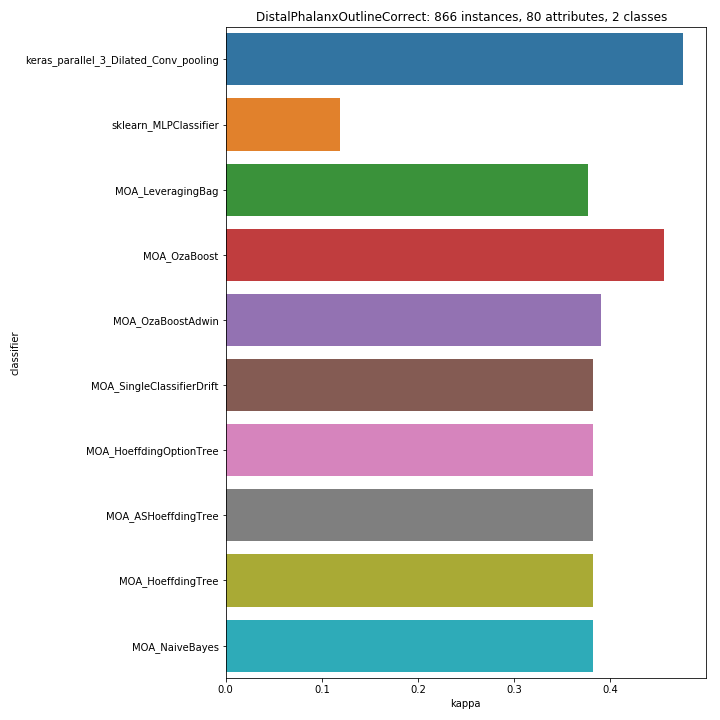 DistalPhalanxOutlineCorrect: 866 instances, 80 attributes, 2 classes
keras_parallel_3_Dilated_Conv_pooling
sklearn_MLPClassifier
MOA_LeveragingBag
MOA_OzaBoost
MOA_OzaBoostAdwin
classifier
MOA_SingleClassifierDrift
MOA_HoeffdingOptionTree
MOA_ASHoeffdingTree
MOA_HoeffdingTree
MOA_NaiveBayes
0.0 0.1 0.2 0.3 0.4
kappa